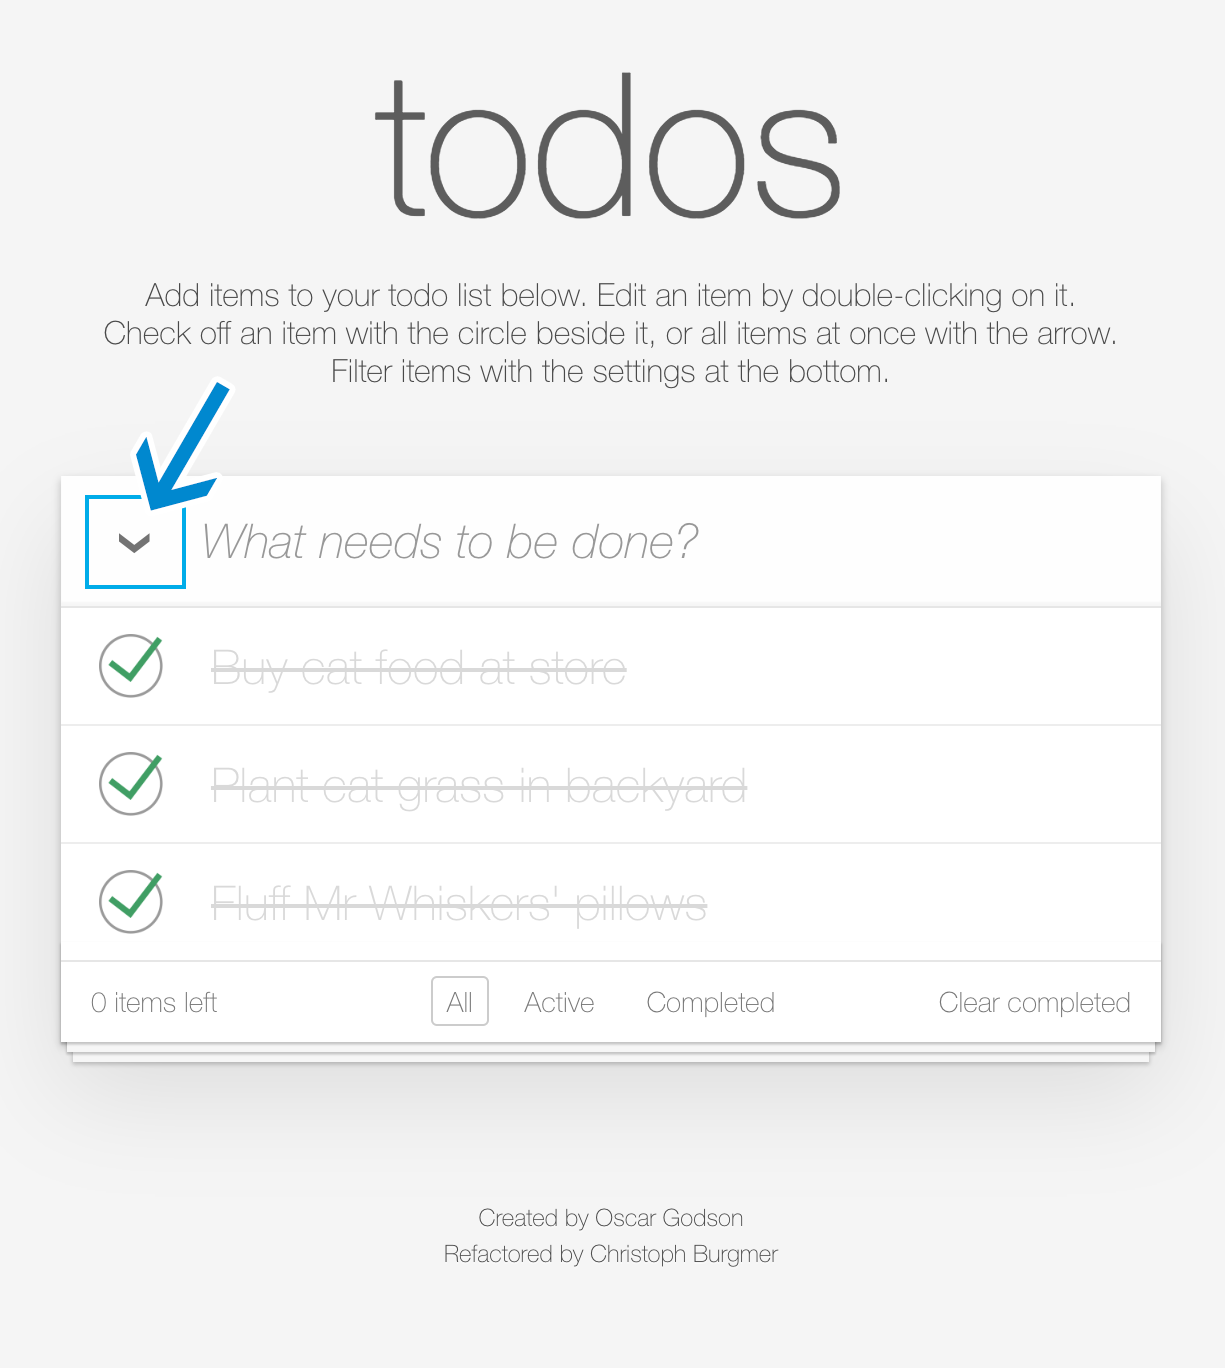 todos
Add items to your todo list below. Edit an item by double-clicking on it.
Check off an item with the circle beside it, or all items at once with the arrow.
Filter items with the settings at the bottom.
What needs to be done?
Buy cat food at store
Plant cat grass in backyard
Fluff Mr Whiskers' pillows
0 items left All Active Completed Clear completed
Created by Oscar Godson
Refactored by Christoph Burgmer